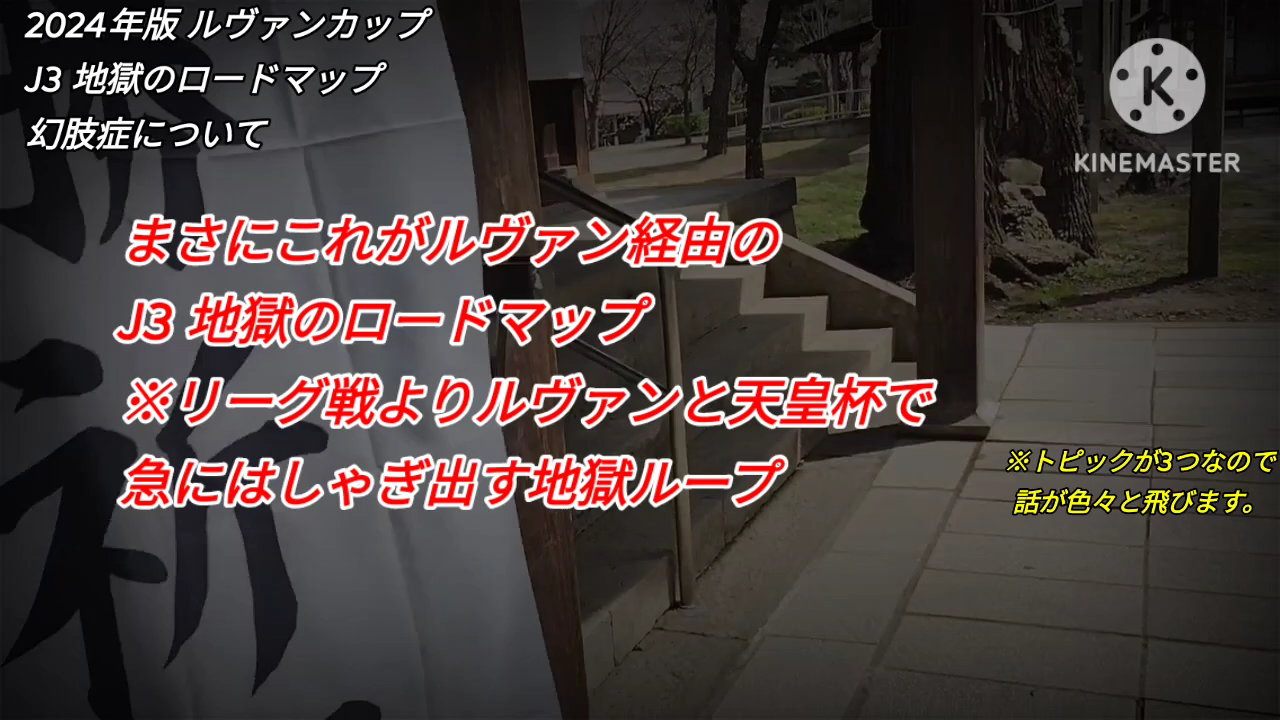 2024年版 ルヴァンカップ
J3 地獄のロードマップ
幻肢症について
KINEMASTER
まさにこれがルヴァン経由の
J3 地獄のロードマップ
※リーグ戦よりルヴァンと天皇杯で
急にはしゃぎ出す地獄ループ
※トピックが3つなので
話が色々と飛びます。
祈